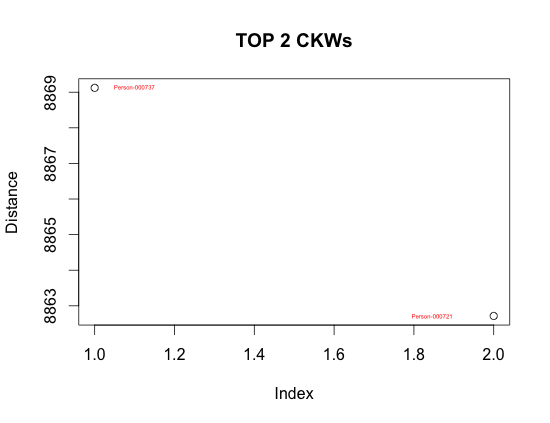 TOP 2 CKWs
Distance
8869
8867
8865
8863
Person-000737
Person-000721
1.0 1.2 1.4 1.6 1.8 2.0
Index